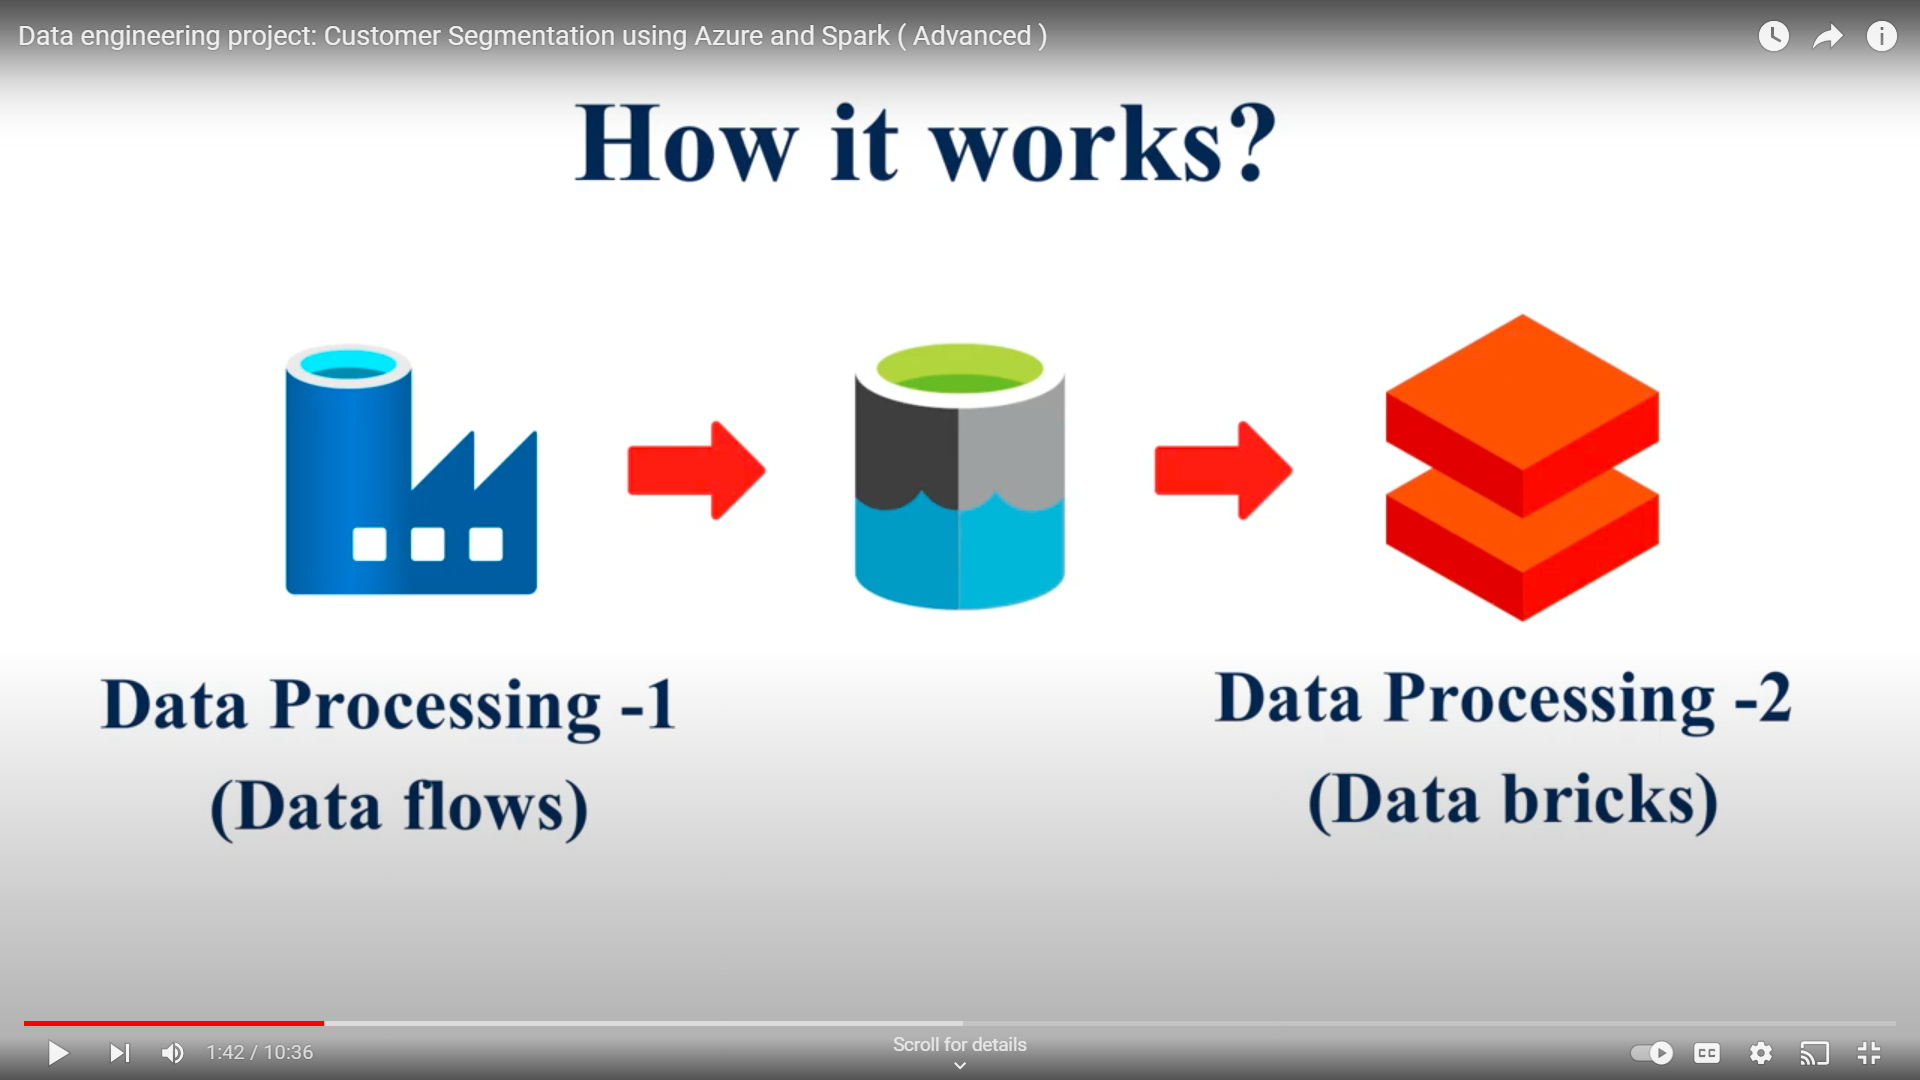 Data engineering project: Customer Segmentation using Azure and Spark ( Advanced )
How it works?
Data Processing -1
(Data flows)
Data Processing -2
(Data bricks)
1:42 / 10:36
Scroll for details
CC